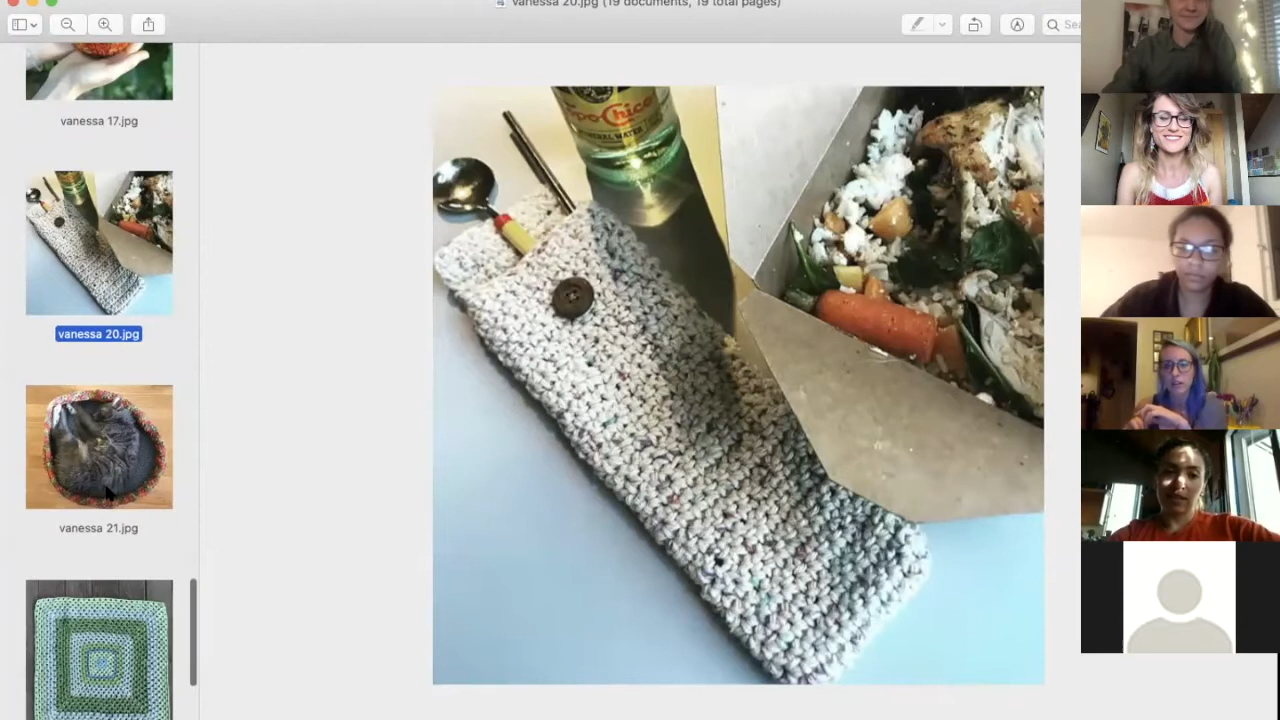 vanessa 20.jpg (19 documents, 19 total pages)
Sea
vanessa 17.jpg
vanessa 20.jpg
vanessa 21.jpg
Topo Chico
MINERAL WATER